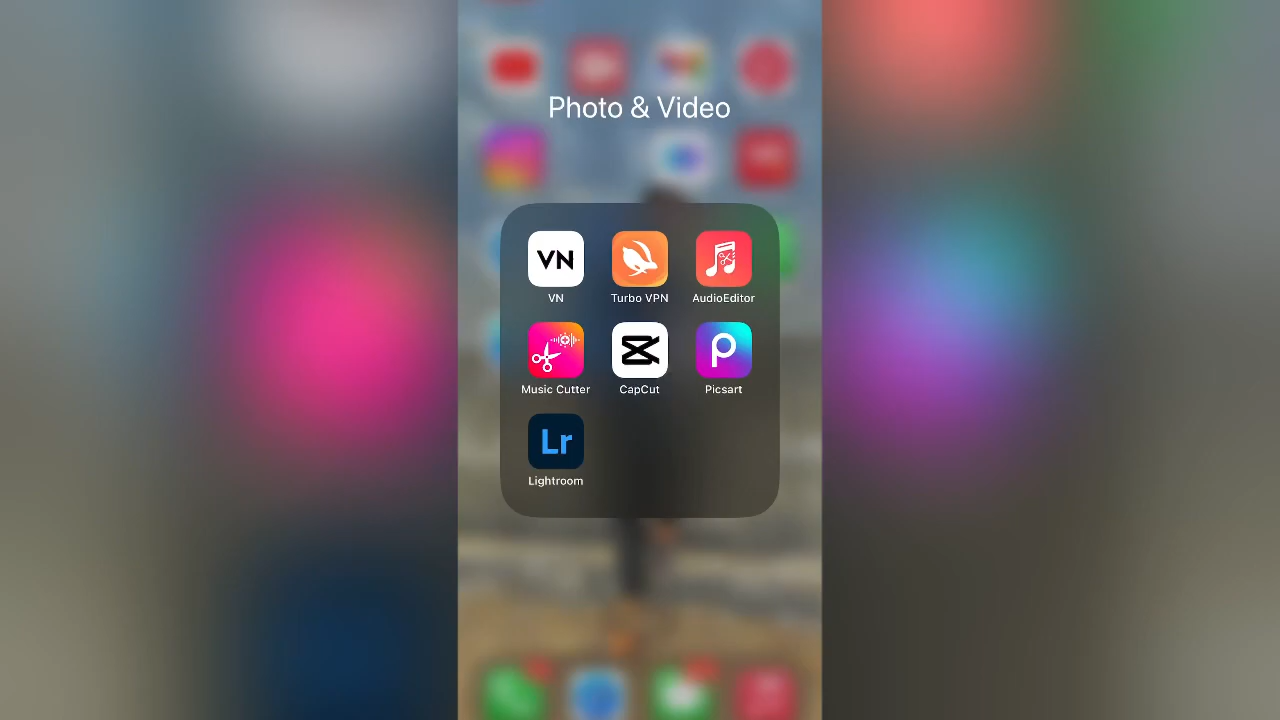 Photo & Video
VN
VN
Turbo VPN
AudioEditor
Music Cutter
CapCut
P
Picsart
Lr
Lightroom